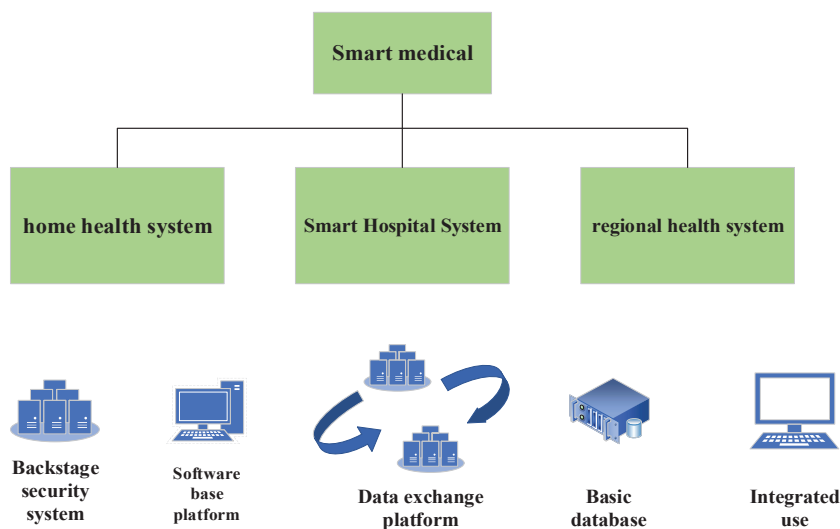 Smart medical
home health system
Smart Hospital System
regional health system
Backstage
security
system
Software
base
platform
Data exchange
platform
Basic
database
Integrated
use